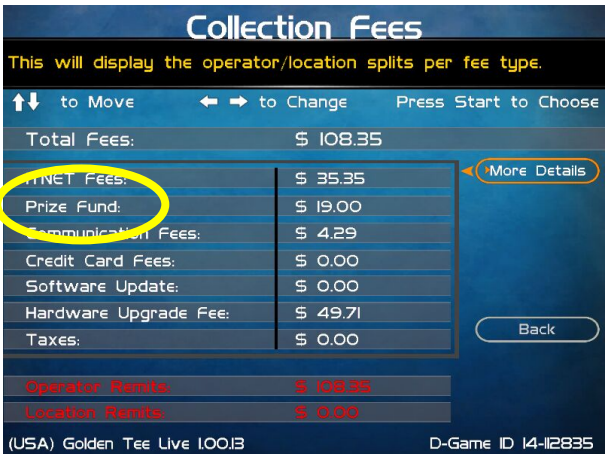 Collection Fees
This will display the operator/location splits per fee type.
to Move to Change Press Start to Choose
Total Fees: $ 108.35
ITNET Fees: $ 35.35 More Details
Prize Fund: $ 19.00
Communication Fees: $ 4.29
Credit Card Fees: $ 0.00
Software Update: $ 0.00
Hardware Upgrade Fee: $ 49.71
Taxes: $ 0.00
Back
Operator Remits: $ 108.35
Location Remits: $ 0.00
(USA) Golden Tee Live 1.00.13 D-Game ID 14-112835